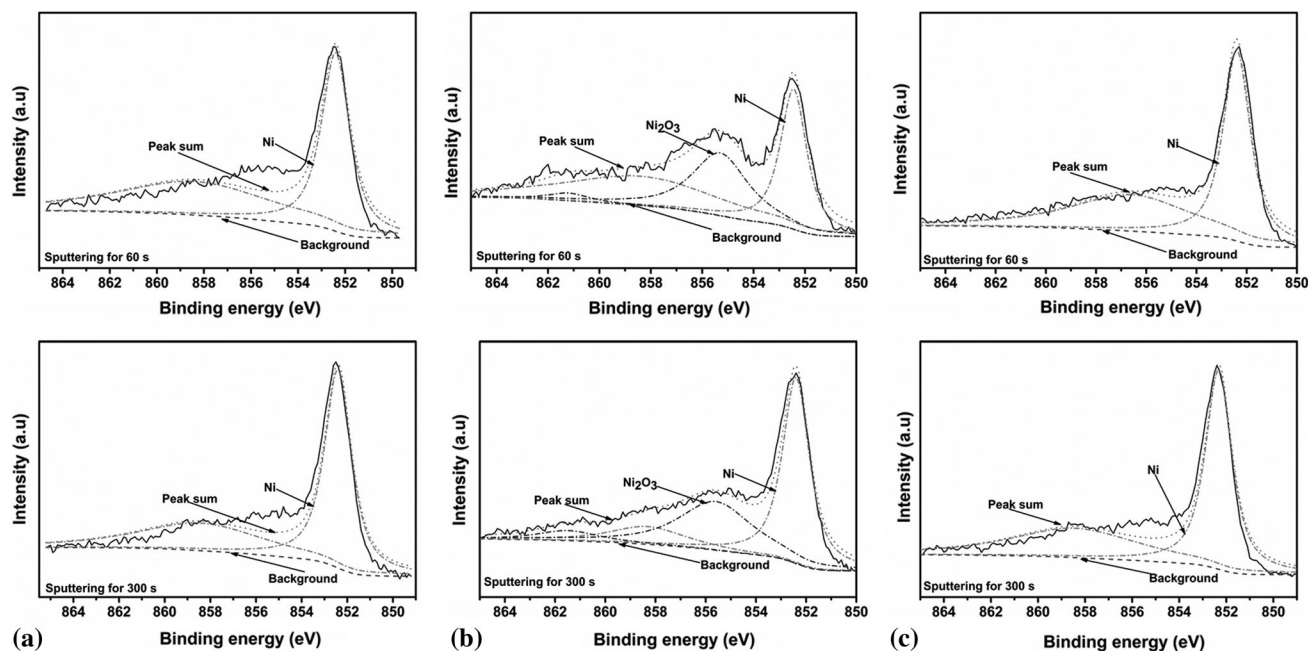 Intensity (a.u)
Peak sum
Ni
Background
Sputtering for 60 s
864 862 860 858 856 854 852 850
Binding energy (eV)
Intensity (a.u)
Ni
Ni2O3
Peak sum
Background
Sputtering for 60 s
864 862 860 858 856 854 852 850
Binding energy (eV)
Intensity (a.u)
Ni
Peak sum
Background
Sputtering for 60 s
864 862 860 858 856 854 852 850
Binding energy (eV)
Intensity (a.u)
Peak sum
Ni
Background
Sputtering for 300 s
864 862 860 858 856 854 852 850
Binding energy (eV)
(a)
Intensity (a.u)
Ni2O3
Ni
Peak sum
Background
Sputtering for 300 s
864 862 860 858 856 854 852 850
Binding energy (eV)
(b)
Intensity (a.u)
Peak sum
Ni
Background
Sputtering for 300 s
864 862 860 858 856 854 852 850
Binding energy (eV)
(c)